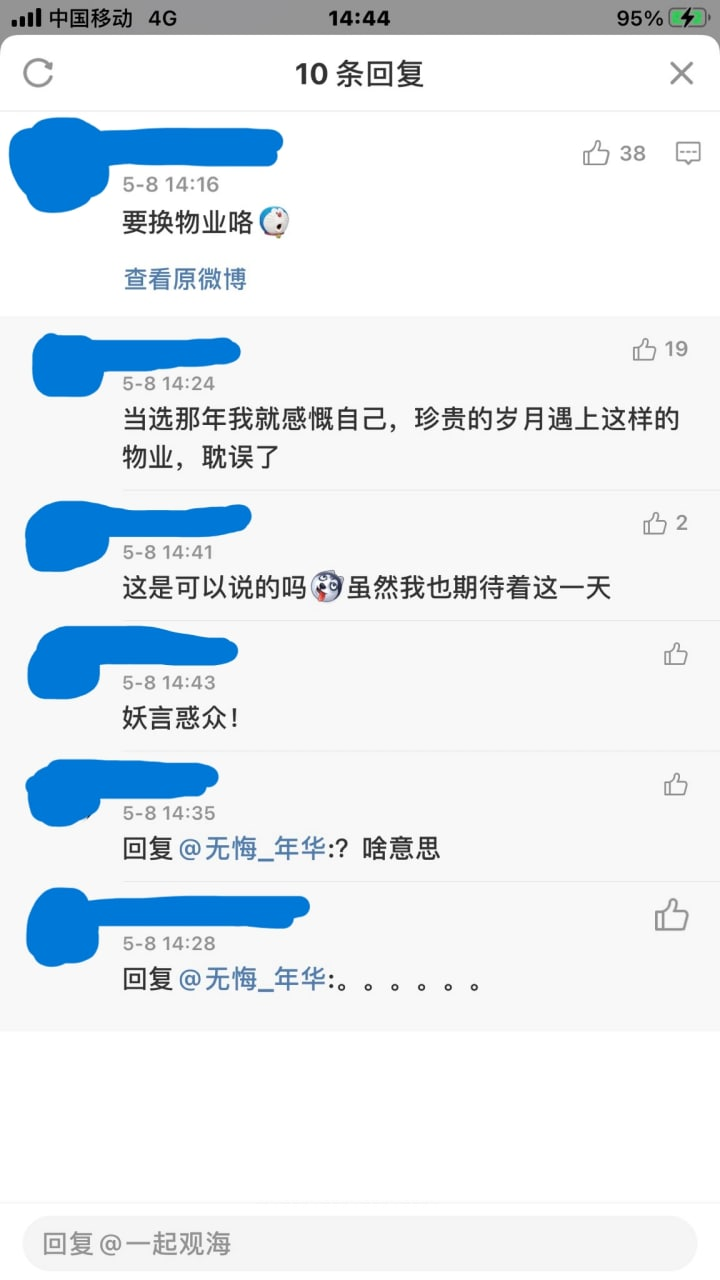 中国移动 4G 14:44 95%
10 条回复
38
5-8 14:16
要换物业咯
查看原微博
19
5-8 14:24
当选那年我就感慨自己，珍贵的岁月遇上这样的
物业，耽误了
2
5-8 14:41
这是可以说的吗虽然我也期待着这一天
5-8 14:43
妖言惑众！
5-8 14:35
回复@无悔_年华:？啥意思
5-8 14:28
回复@无悔_年华:。。。。。。
回复@一起观海